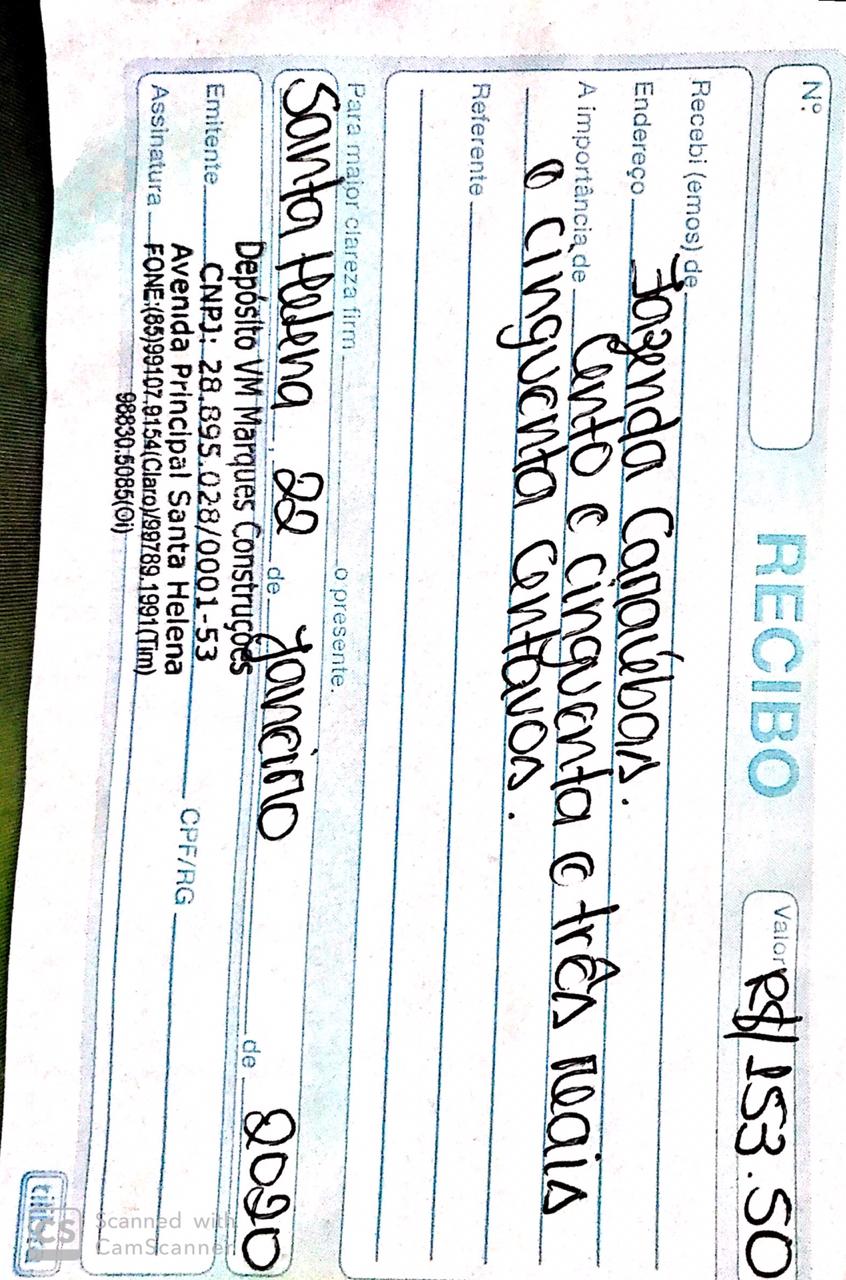 Nº
RECIBO
Valor R$ 153.50
Recebi (emos) de
Endereço Fazenda Canaúbas.
A importância de Cento e cinquenta e três reais
e cinquenta centavos.
Referente
Para maior clareza firm o presente.
Santa Helena, 22 de janeiro de 2020
Depósito VM Marques Construções
Emitente CNPJ: 28.895.028/0001-53
Avenida Principal Santa Helena CPF/RG
Assinatura FONE:(85)99107.9154(Claro)/99789.1991(Tim)
98830.5085(Oi)
tilibra
CS Scanned with
CamScanner